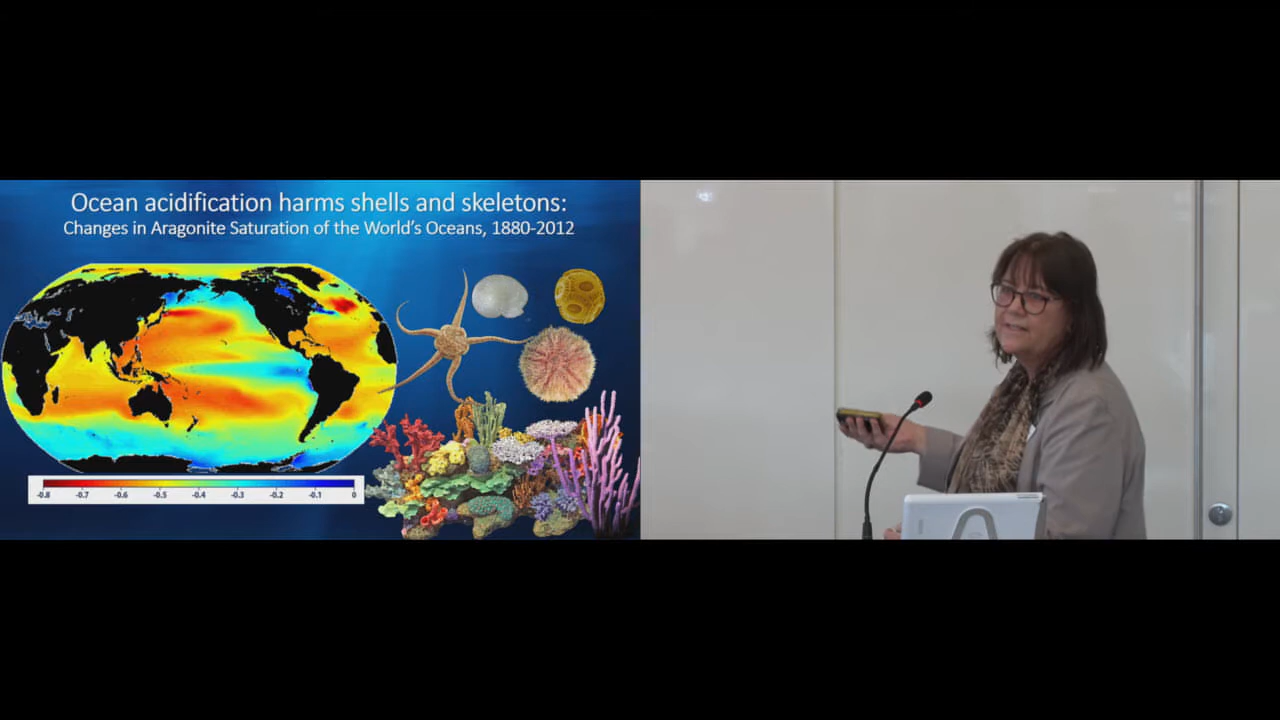 Ocean acidification harms shells and skeletons:
Changes in Aragonite Saturation of the World's Oceans, 1880-2012
-0.8 -0.7 -0.6 -0.5 -0.4 -0.3 -0.2 -0.1 0